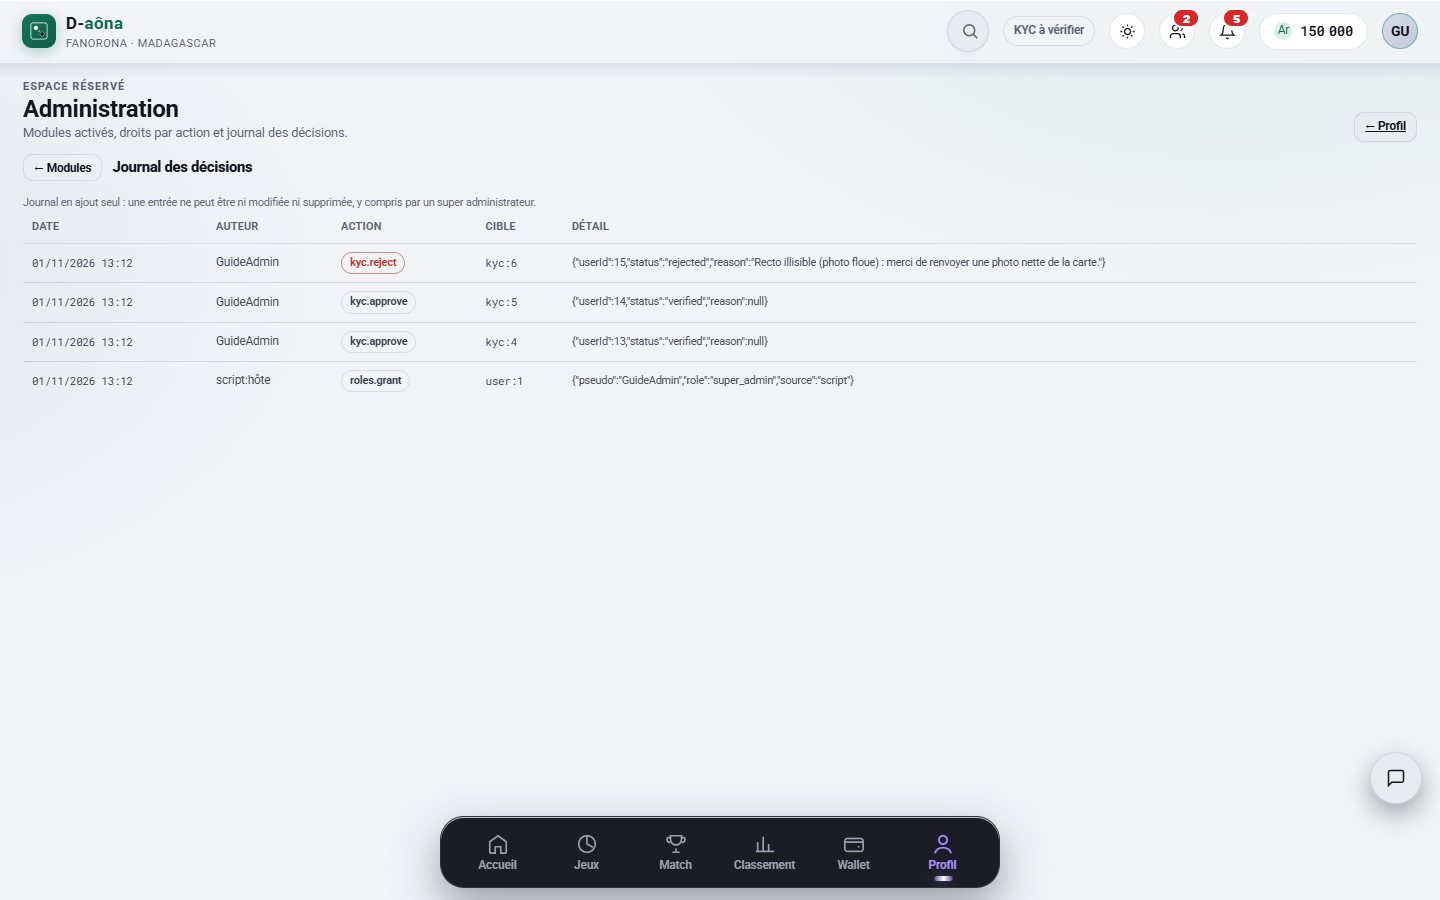 D-aôna
FANORONA · MADAGASCAR
KYC à vérifier
2
5
Ar 150 000
GU
ESPACE RÉSERVÉ
Administration
Modules activés, droits par action et journal des décisions.
← Profil
← Modules
Journal des décisions
Journal en ajout seul : une entrée ne peut être ni modifiée ni supprimée, y compris par un super administrateur.
DATE AUTEUR ACTION CIBLE DÉTAIL
01/11/2026 13:12 GuideAdmin kyc.reject kyc:6 {"userId":15,"status":"rejected","reason":"Recto illisible (photo floue) : merci de renvoyer une photo nette de la carte."}
01/11/2026 13:12 GuideAdmin kyc.approve kyc:5 {"userId":14,"status":"verified","reason":null}
01/11/2026 13:12 GuideAdmin kyc.approve kyc:4 {"userId":13,"status":"verified","reason":null}
01/11/2026 13:12 script:hôte roles.grant user:1 {"pseudo":"GuideAdmin","role":"super_admin","source":"script"}
Accueil Jeux Match Classement Wallet Profil